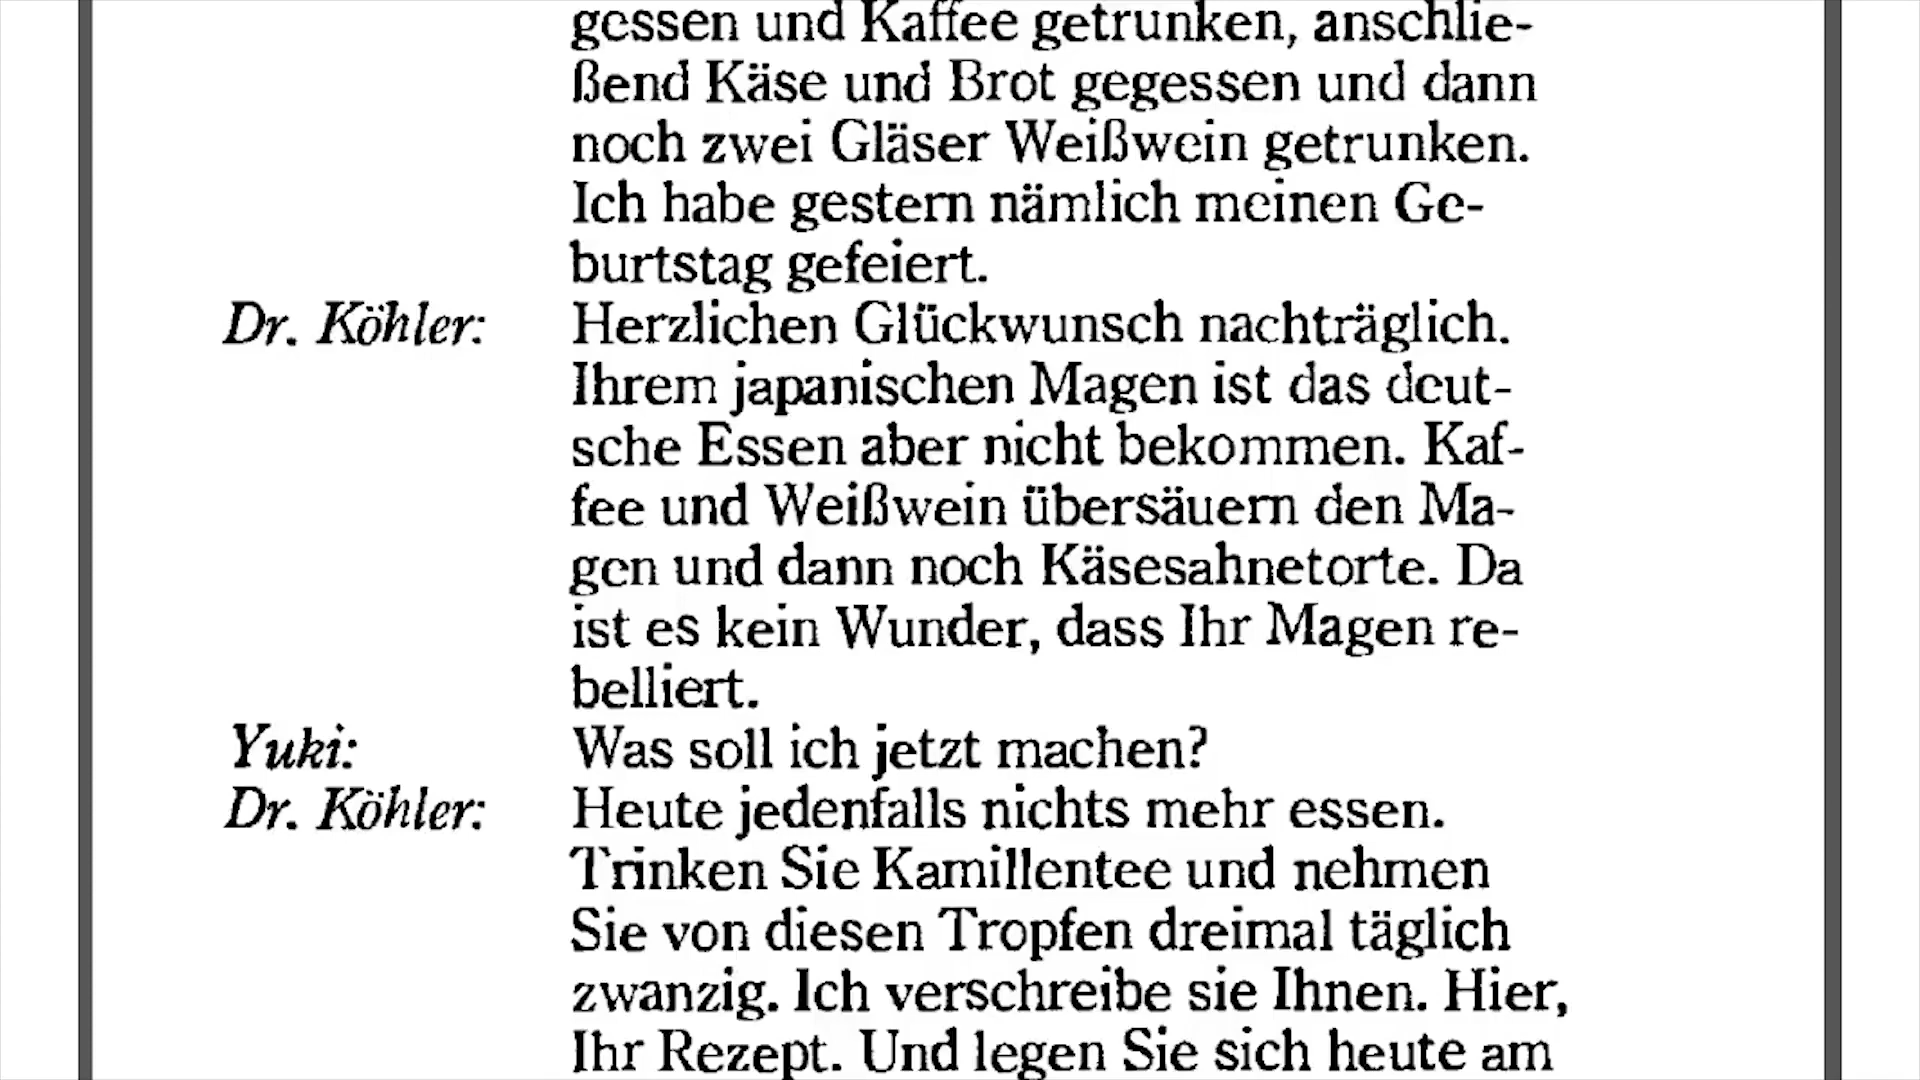 gessen und Kaffee getrunken, anschlie-
ßend Käse und Brot gegessen und dann
noch zwei Gläser Weißwein getrunken.
Ich habe gestern nämlich meinen Ge-
burtstag gefeiert.
Dr. Köhler: Herzlichen Glückwunsch nachträglich.
Ihrem japanischen Magen ist das deut-
sche Essen aber nicht bekommen. Kaf-
fee und Weißwein übersäuern den Ma-
gen und dann noch Käsesahnetorte. Da
ist es kein Wunder, dass Ihr Magen re-
belliert.
Yuki: Was soll ich jetzt machen?
Dr. Köhler: Heute jedenfalls nichts mehr essen.
Trinken Sie Kamillentee und nehmen
Sie von diesen Tropfen dreimal täglich
zwanzig. Ich verschreibe sie Ihnen. Hier,
Ihr Rezept. Und legen Sie sich heute am